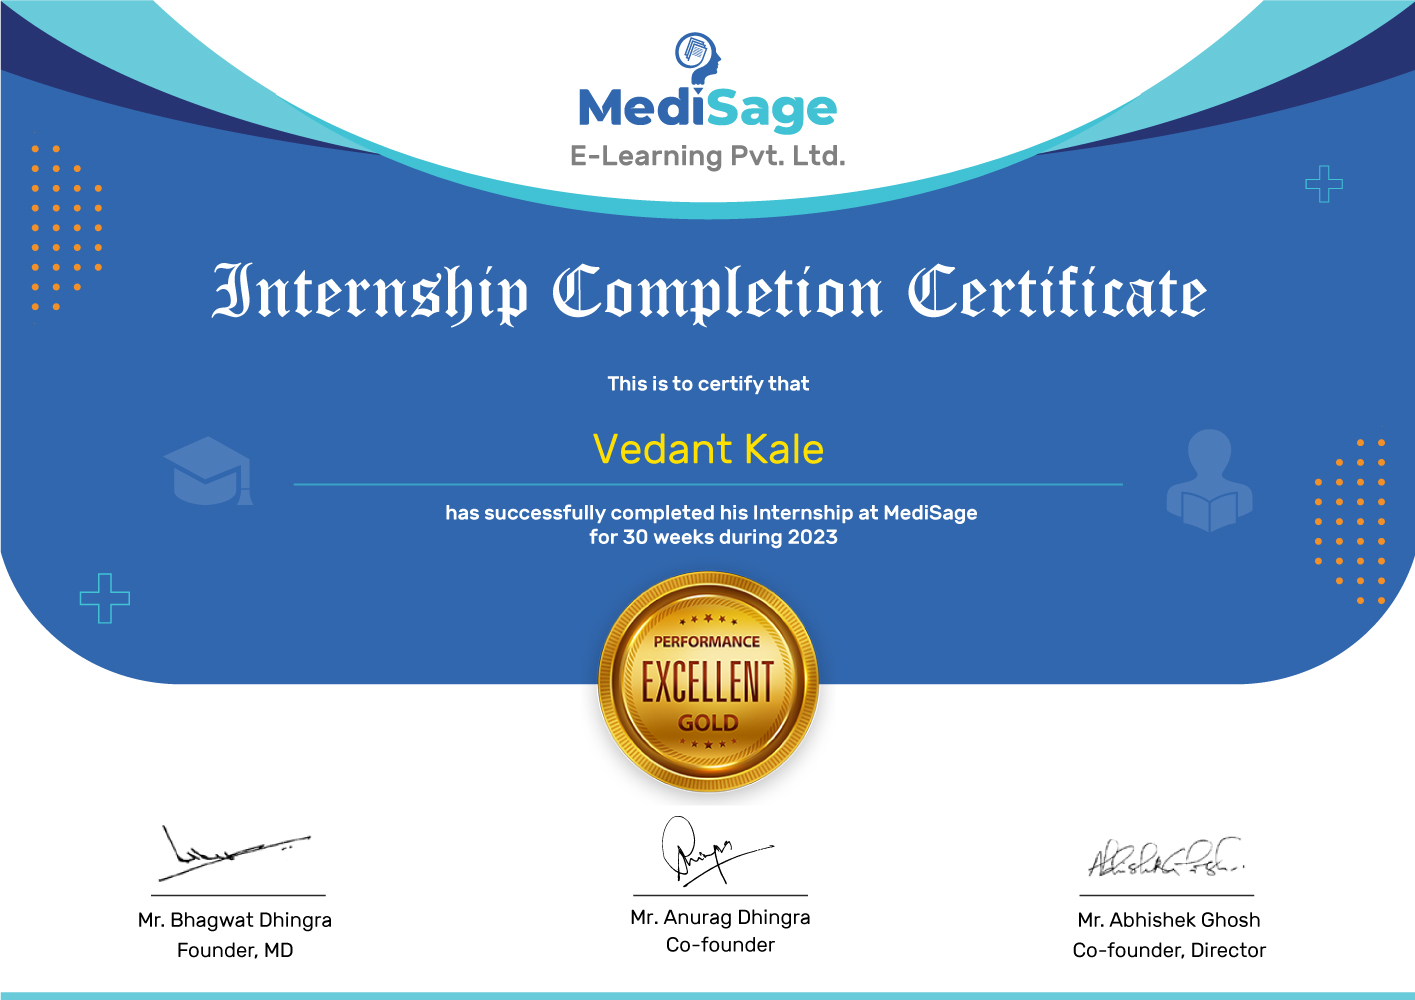 MediSage
E-Learning Pvt. Ltd.
Internship Completion Certificate
This is to certify that
Vedant Kale
has successfully completed his Internship at MediSage
for 30 weeks during 2023
PERFORMANCE
EXCELLENT
GOLD
Mr. Bhagwat Dhingra
Founder, MD
Mr. Anurag Dhingra
Co-founder
Mr. Abhishek Ghosh
Co-founder, Director